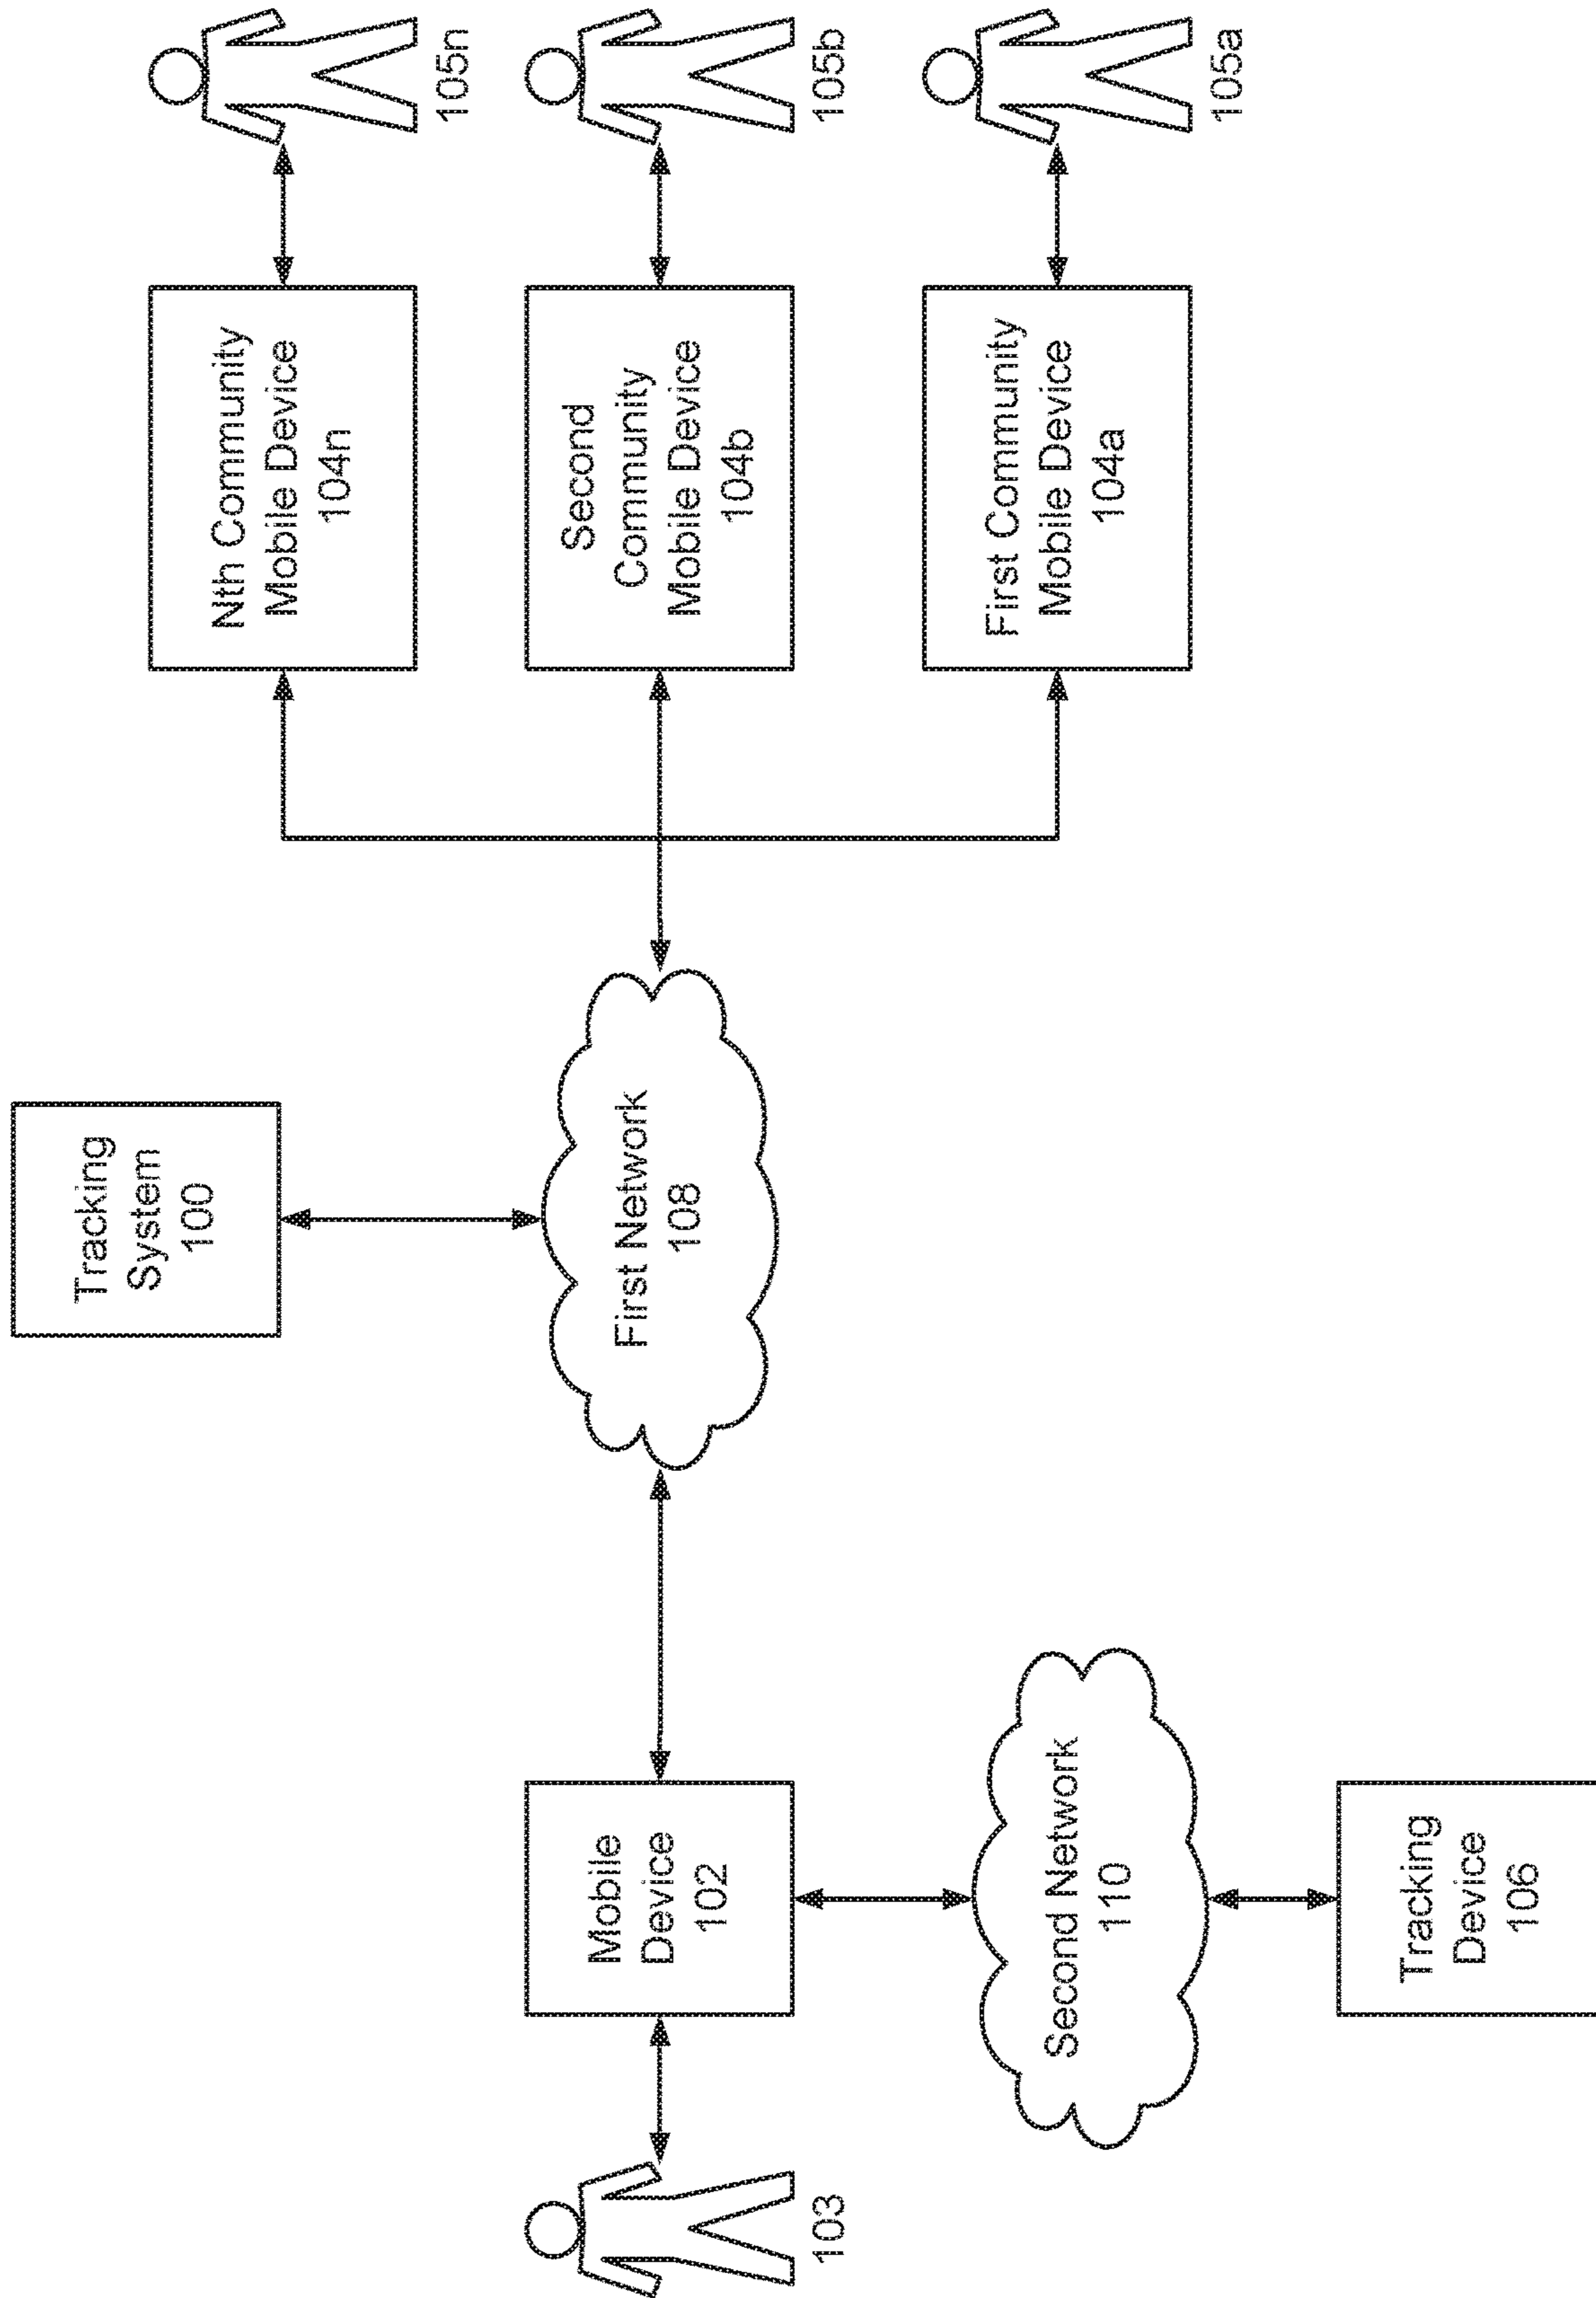 Tracking
System
100
Nth Community
Mobile Device
104n
105n
103
Mobile
Device
102
First Network
108
Second
Community
Mobile Device
104b
105b
Second Network
110
First Community
Mobile Device
104a
105a
Tracking
Device
106